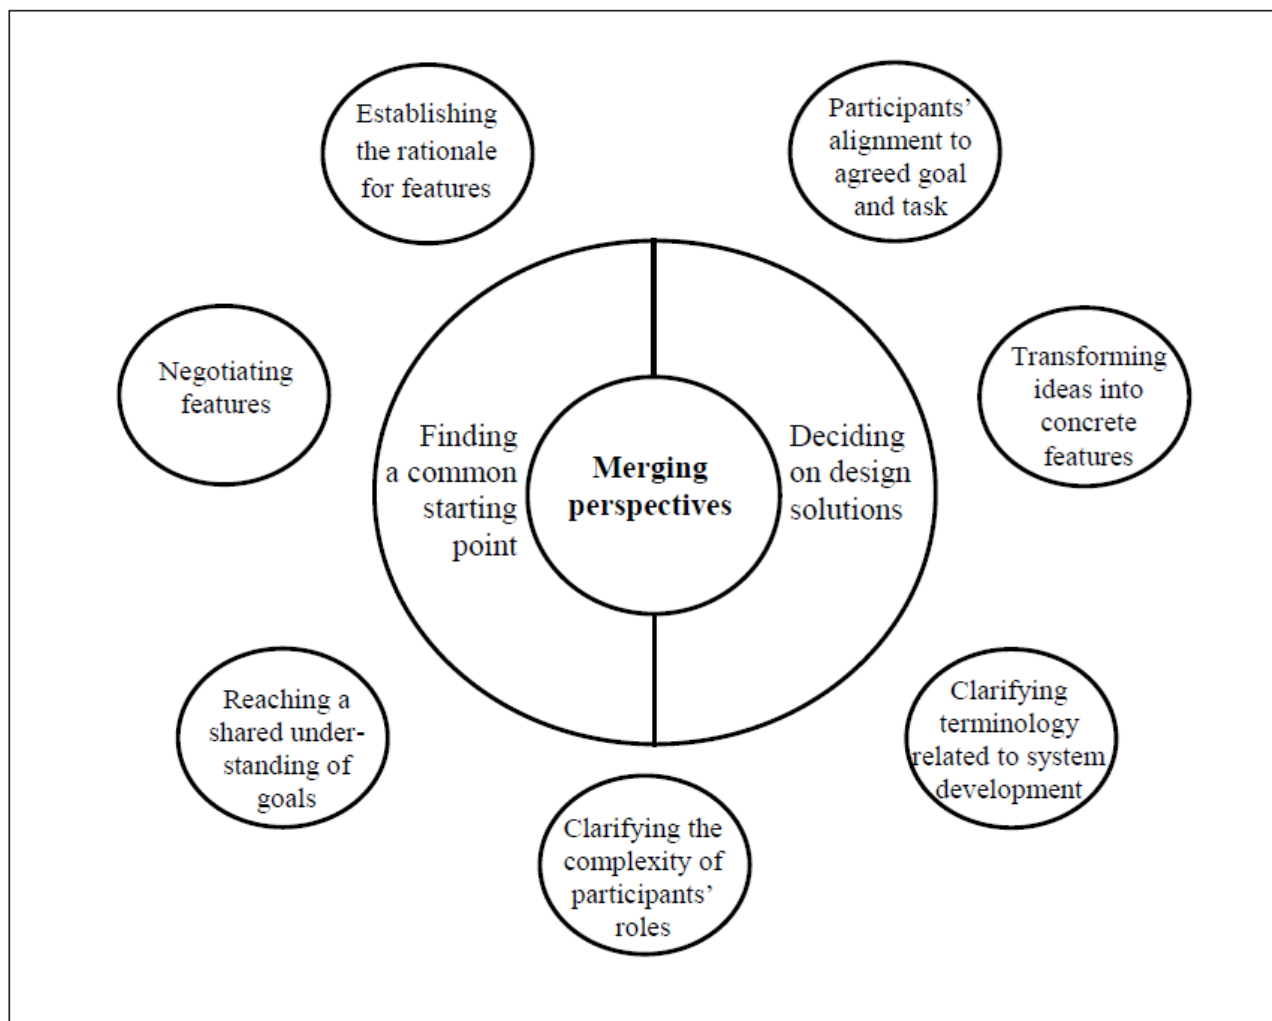 Establishing
the rationale
for features
Participants’
alignment to
agreed goal
and task
Negotiating
features
Transforming
ideas into
concrete
features
Finding
a common
starting
point
Merging
perspectives
Deciding
on design
solutions
Reaching a
shared under-
standing of
goals
Clarifying
terminology
related to system
development
Clarifying the
complexity of
participants’
roles